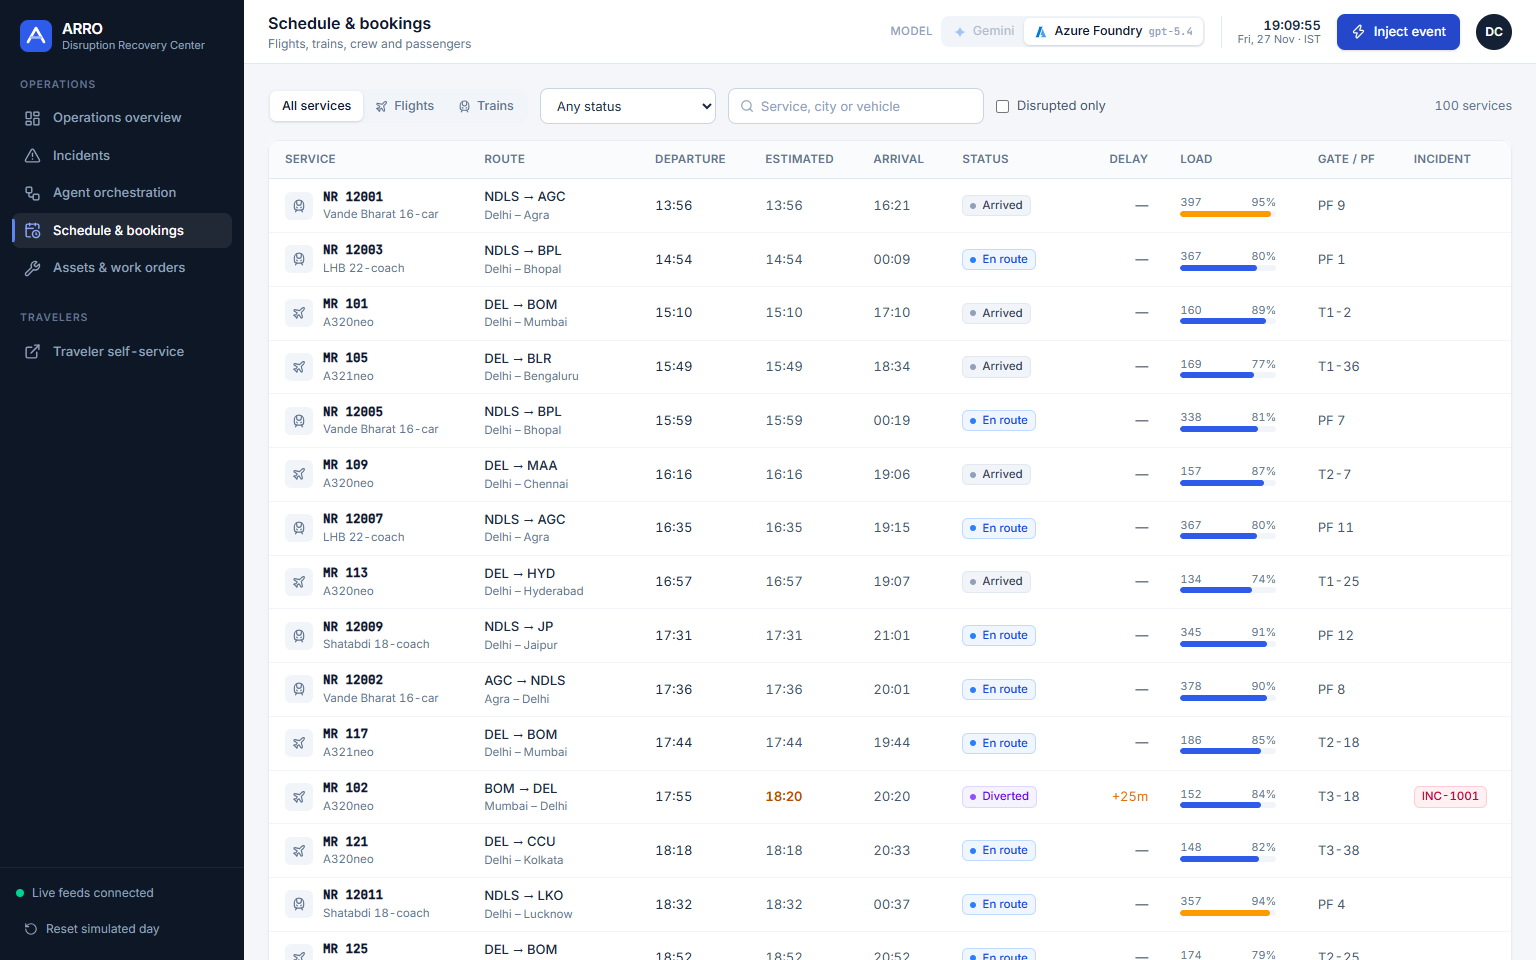 ARRO
Disruption Recovery Center
OPERATIONS
Operations overview
Incidents
Agent orchestration
Schedule & bookings
Assets & work orders
TRAVELERS
Traveler self-service
Live feeds connected
Reset simulated day
Schedule & bookings
Flights, trains, crew and passengers
MODEL Gemini Azure Foundry gpt-5.4
19:09:55
Fri, 27 Nov · IST
Inject event
DC
All services Flights Trains Any status Service, city or vehicle Disrupted only 100 services
SERVICE ROUTE DEPARTURE ESTIMATED ARRIVAL STATUS DELAY LOAD GATE / PF INCIDENT
NR 12001 NDLS → AGC 13:56 13:56 16:21 Arrived — 397 95% PF 9
Vande Bharat 16-car Delhi – Agra
NR 12003 NDLS → BPL 14:54 14:54 00:09 En route — 367 80% PF 1
LHB 22-coach Delhi – Bhopal
MR 101 DEL → BOM 15:10 15:10 17:10 Arrived — 160 89% T1-2
A320neo Delhi – Mumbai
MR 105 DEL → BLR 15:49 15:49 18:34 Arrived — 169 77% T1-36
A321neo Delhi – Bengaluru
NR 12005 NDLS → BPL 15:59 15:59 00:19 En route — 338 81% PF 7
Vande Bharat 16-car Delhi – Bhopal
MR 109 DEL → MAA 16:16 16:16 19:06 Arrived — 157 87% T2-7
A320neo Delhi – Chennai
NR 12007 NDLS → AGC 16:35 16:35 19:15 En route — 367 80% PF 11
LHB 22-coach Delhi – Agra
MR 113 DEL → HYD 16:57 16:57 19:07 Arrived — 134 74% T1-25
A320neo Delhi – Hyderabad
NR 12009 NDLS → JP 17:31 17:31 21:01 En route — 345 91% PF 12
Shatabdi 18-coach Delhi – Jaipur
NR 12002 AGC → NDLS 17:36 17:36 20:01 En route — 378 90% PF 8
Vande Bharat 16-car Agra – Delhi
MR 117 DEL → BOM 17:44 17:44 19:44 En route — 186 85% T2-18
A321neo Delhi – Mumbai
MR 102 BOM → DEL 17:55 18:20 20:20 Diverted +25m 152 84% T3-18 INC-1001
A320neo Mumbai – Delhi
MR 121 DEL → CCU 18:18 18:18 20:33 En route — 148 82% T3-38
A320neo Delhi – Kolkata
NR 12011 NDLS → LKO 18:32 18:32 00:37 En route — 357 94% PF 4
Shatabdi 18-coach Delhi – Lucknow
MR 125 DEL → BOM 18:52 18:52 20:52 En route — 174 79% T2-25